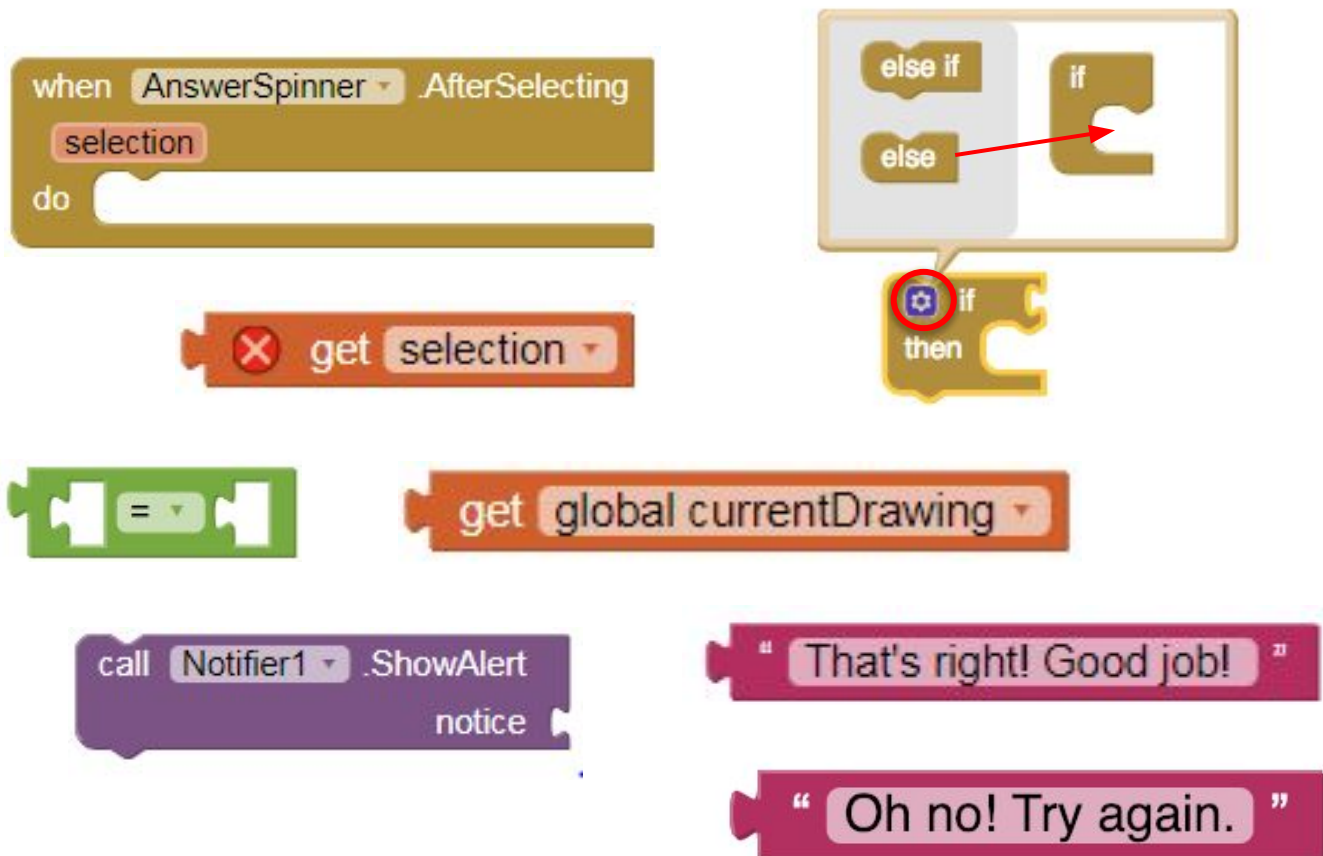 when AnswerSpinner .AfterSelecting
selection
do
else if
else
if
if
then
get selection
=
get global currentDrawing
call Notifier1 .ShowAlert
notice
“ That's right! Good job! ”
“ Oh no! Try again. ”